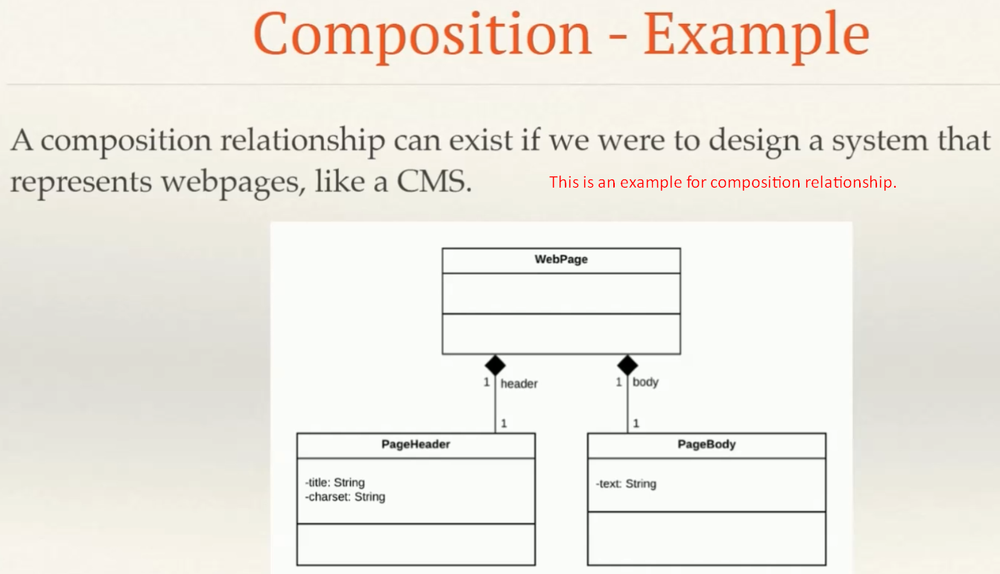 Composition - Example
A composition relationship can exist if we were to design a system that
represents webpages, like a CMS.
This is an example for composition relationship.
WebPage
1 header
1 body
1
1
PageHeader
PageBody
-title: String
-charset: String
-text: String